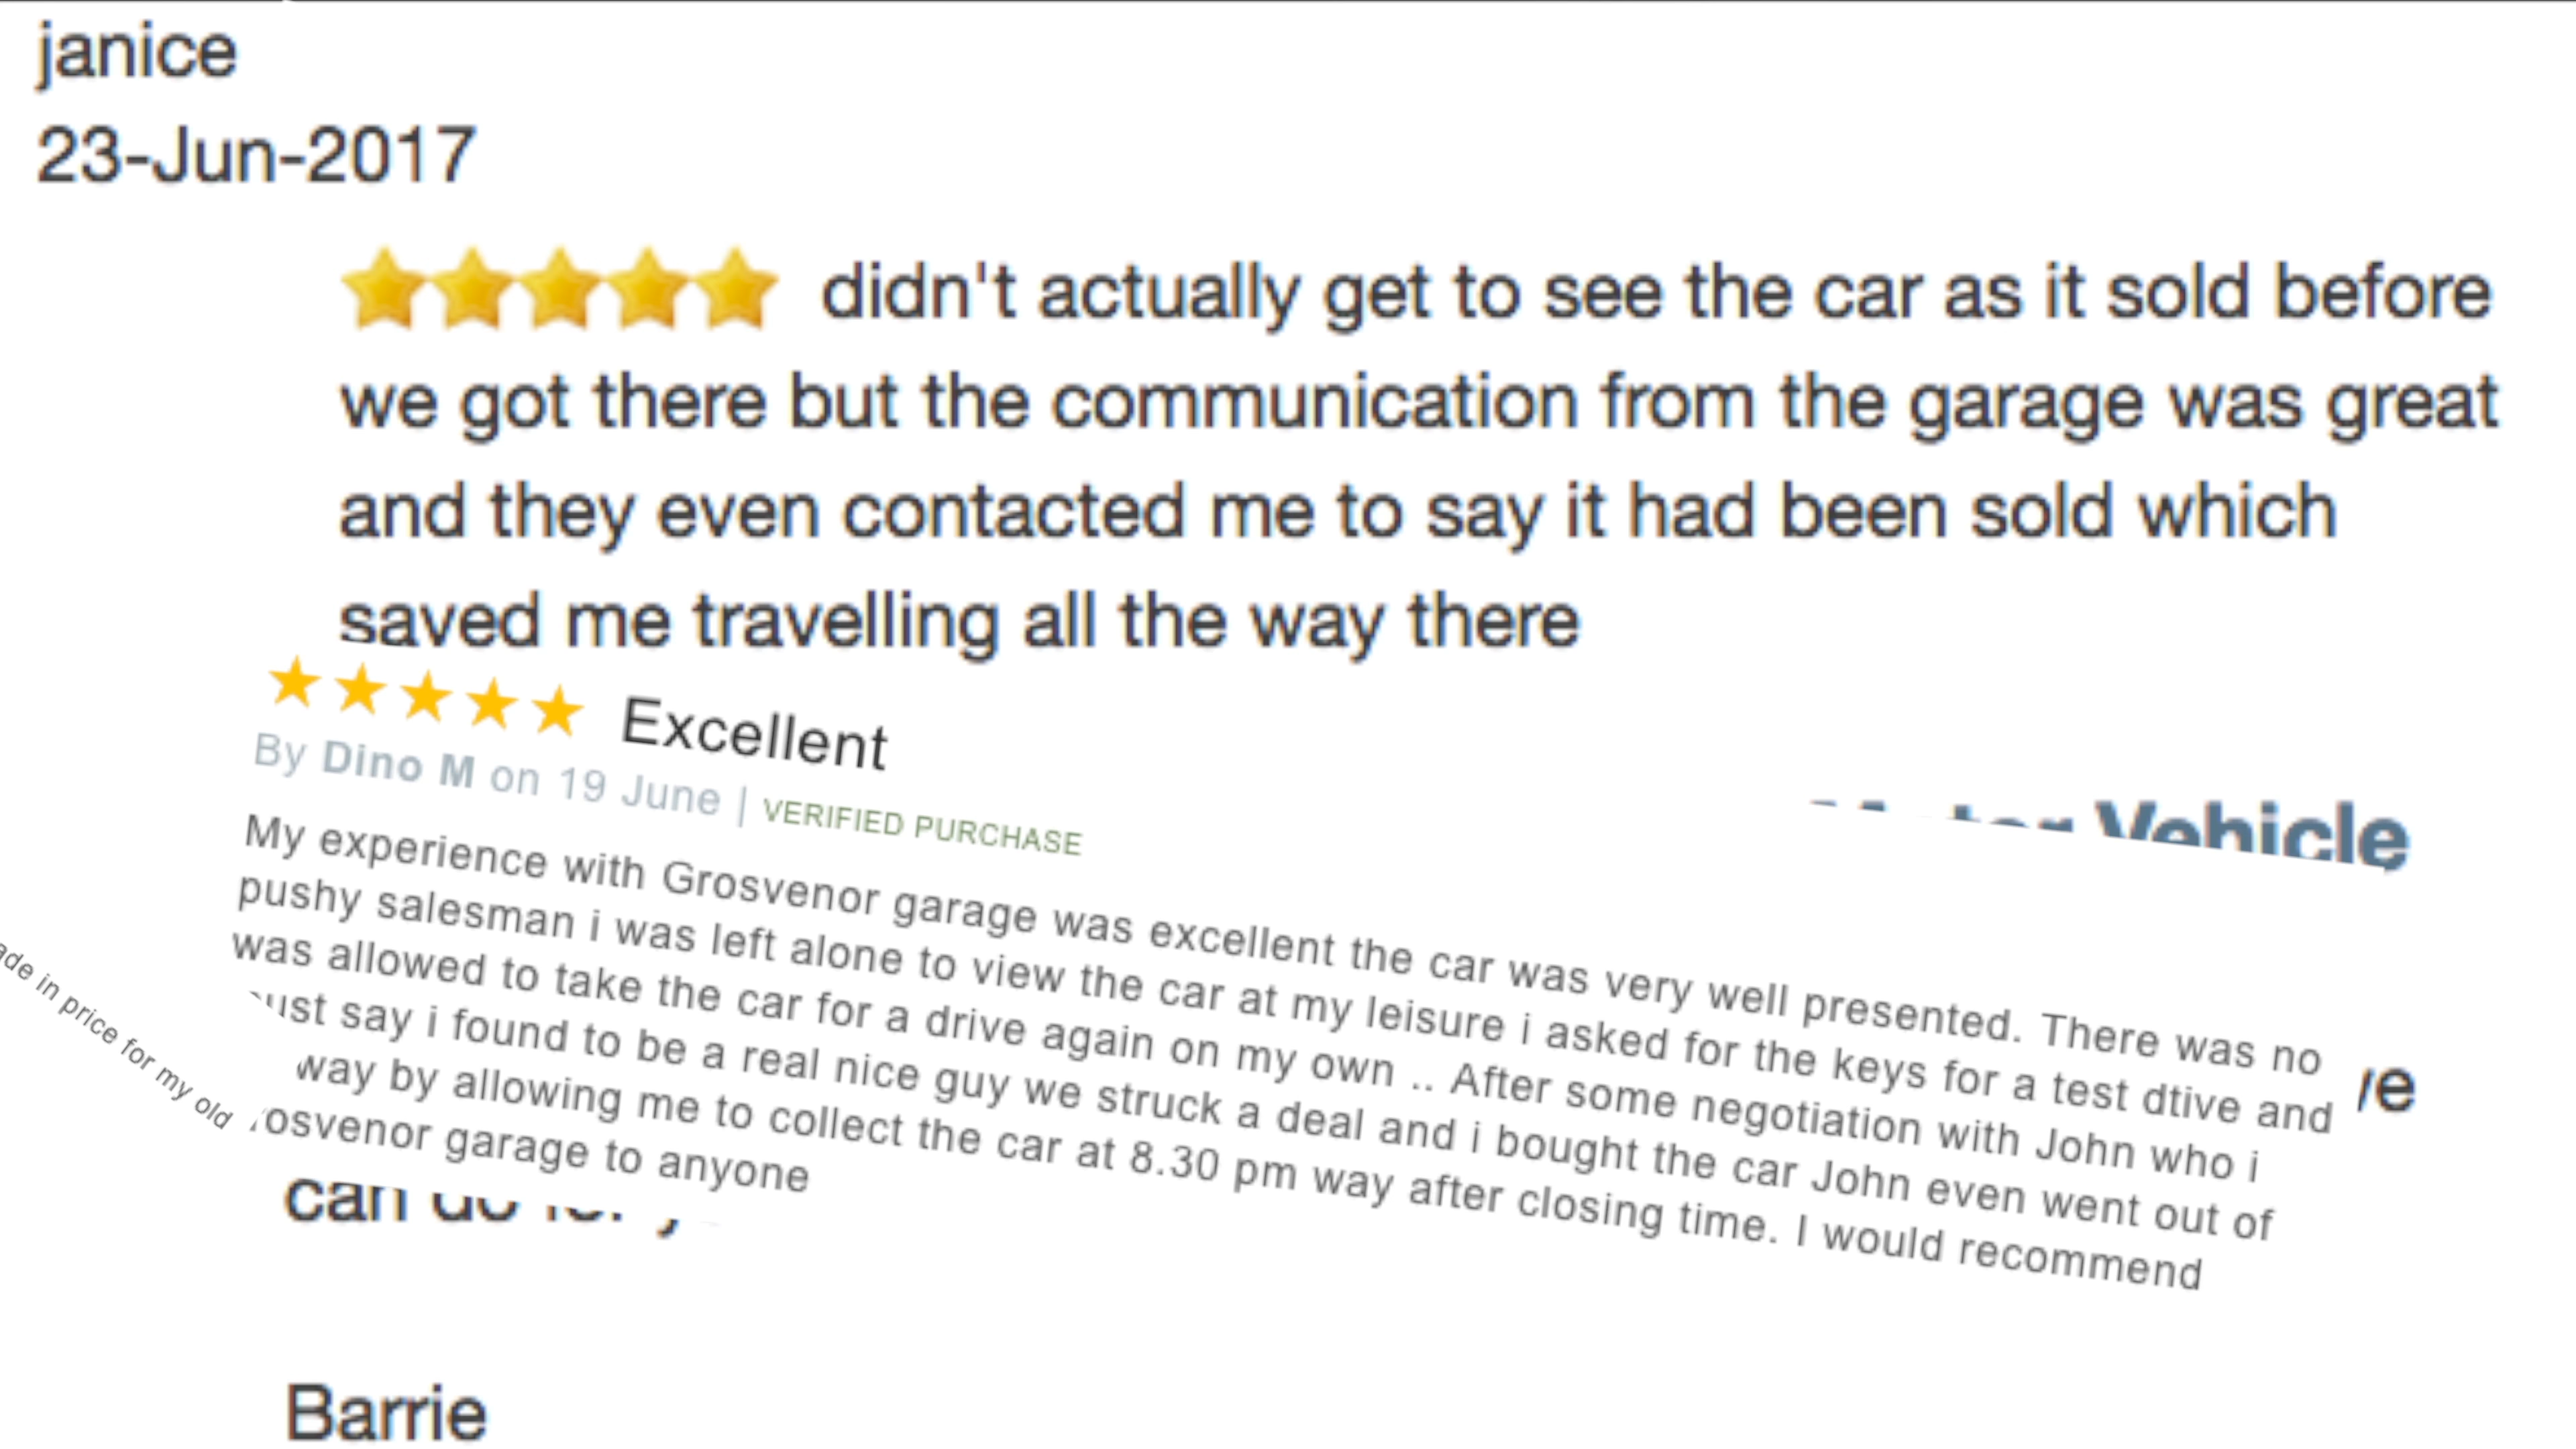 janice
23-Jun-2017
didn't actually get to see the car as it sold before
we got there but the communication from the garage was great
and they even contacted me to say it had been sold which
saved me travelling all the way there
Excellent
By Dino M on 19 June | VERIFIED PURCHASE
Vehicle
My experience with Grosvenor garage was excellent the car was very well presented. There was no
pushy salesman i was left alone to view the car at my leisure i asked for the keys for a test dtive and
was allowed to take the car for a drive again on my own .. After some negotiation with John who i
say i found to be a real nice guy we struck a deal and i bought the car John even went out of
way by allowing me to collect the car at 8.30 pm way after closing time. I would recommend
garage to anyone
in price for my old
can do
Barrie